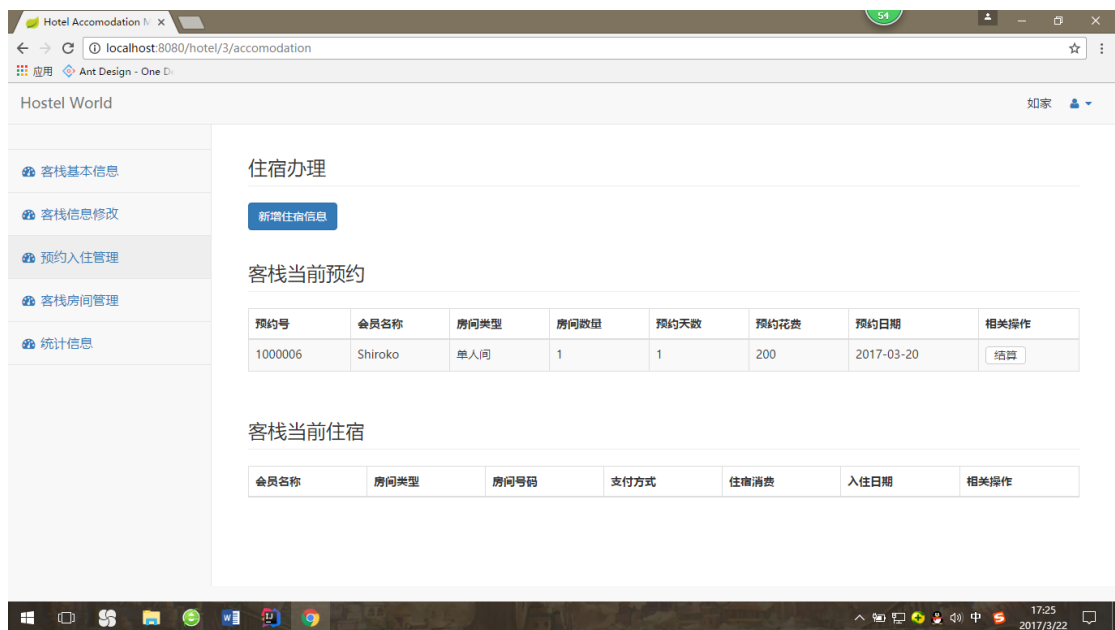 Hotel Accomodation M
54
localhost:8080/hotel/3/accomodation
应用 Ant Design - One De
Hostel World
如家
客栈基本信息
客栈信息修改
预约入住管理
客栈房间管理
统计信息
住宿办理
新增住宿信息
客栈当前预约
预约号 会员名称 房间类型 房间数量 预约天数 预约花费 预约日期 相关操作
1000006 Shiroko 单人间 1 1 200 2017-03-20 结算
客栈当前住宿
会员名称 房间类型 房间号码 支付方式 住宿消费 入住日期 相关操作
中
17:25
2017/3/22